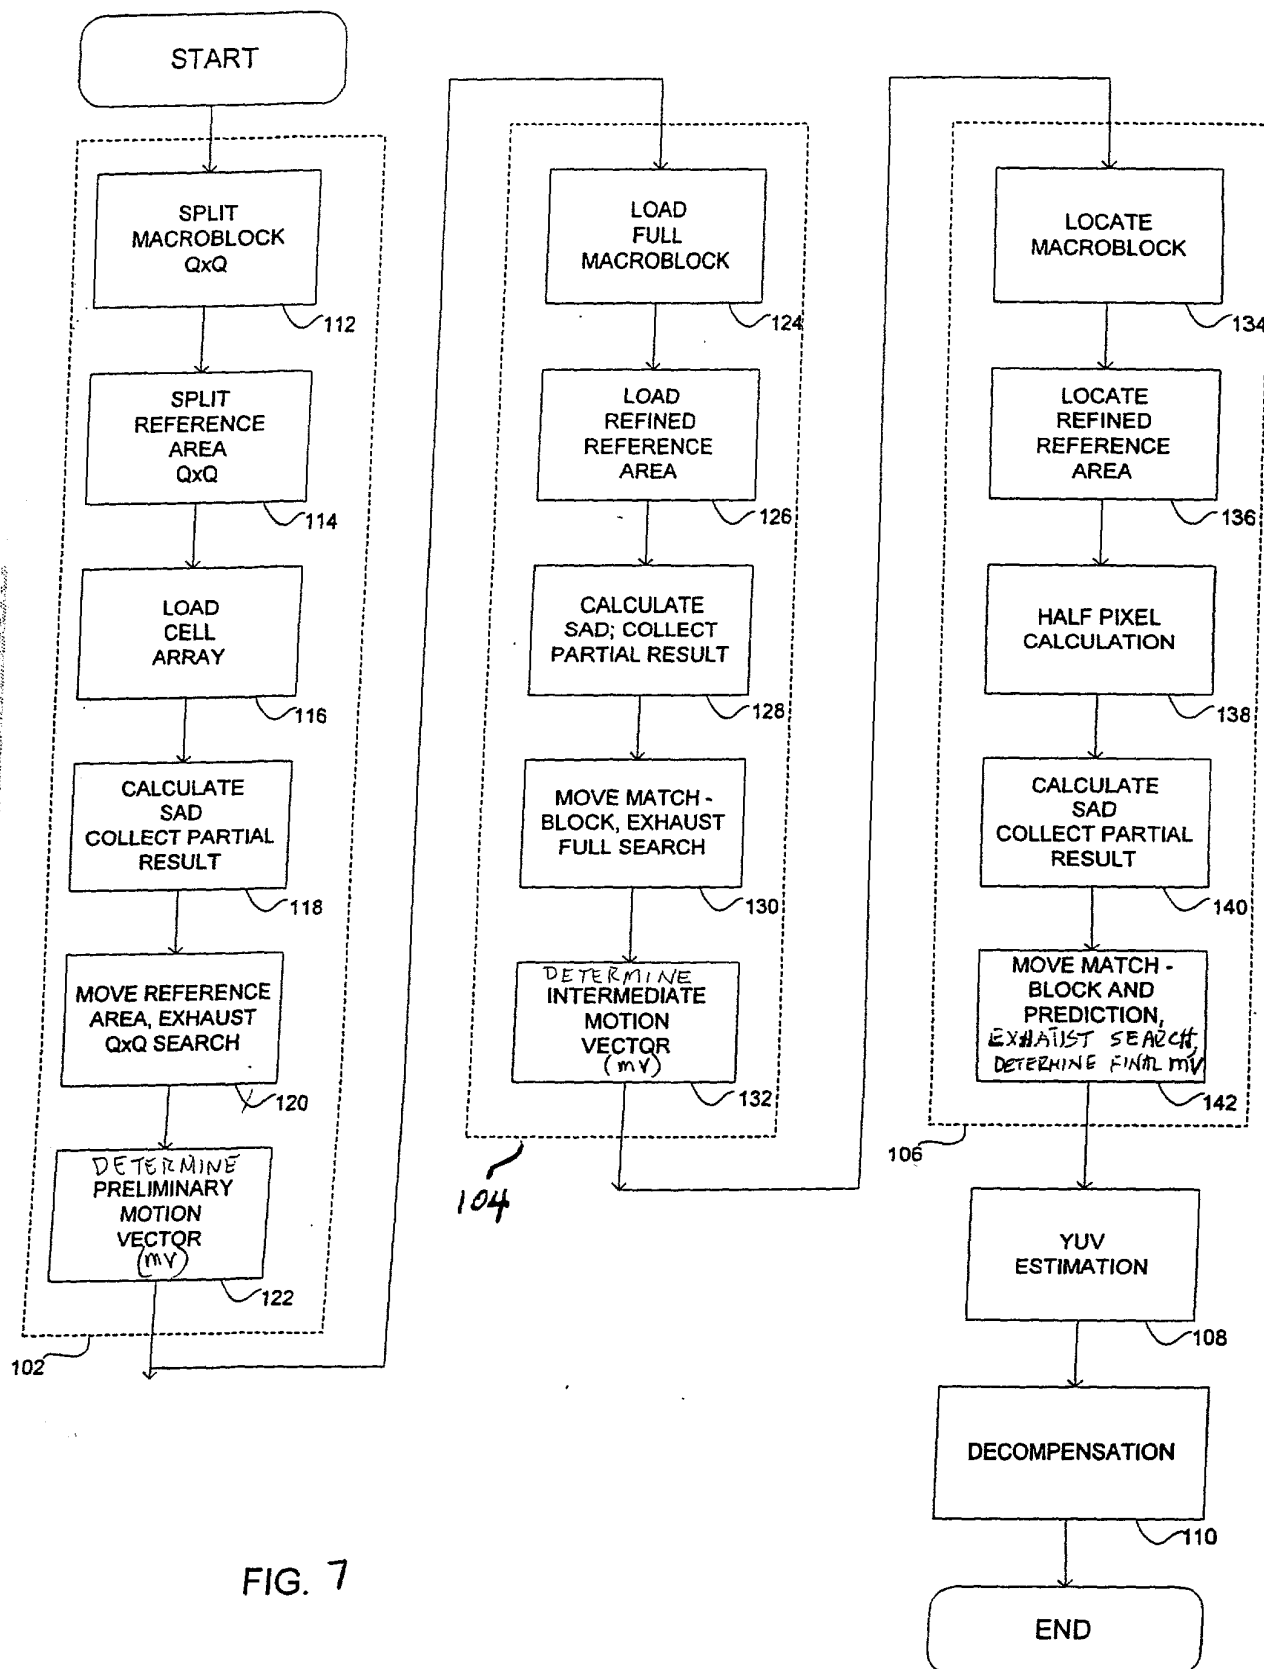 START
SPLIT
MACROBLOCK
QxQ
112
SPLIT
REFERENCE
AREA
QxQ
114
LOAD
CELL
ARRAY
116
CALCULATE
SAD
COLLECT PARTIAL
RESULT
118
MOVE REFERENCE
AREA, EXHAUST
QxQ SEARCH
120
DETERMINE
PRELIMINARY
MOTION
VECTOR
(mv)
122
102
LOAD
FULL
MACROBLOCK
124
LOAD
REFINED
REFERENCE
AREA
126
CALCULATE
SAD; COLLECT
PARTIAL RESULT
128
MOVE MATCH -
BLOCK, EXHAUST
FULL SEARCH
130
DETERMINE
INTERMEDIATE
MOTION
VECTOR
(mv)
132
104
LOCATE
MACROBLOCK
134
LOCATE
REFINED
REFERENCE
AREA
136
HALF PIXEL
CALCULATION
138
CALCULATE
SAD
COLLECT PARTIAL
RESULT
140
MOVE MATCH -
BLOCK AND
PREDICTION,
EXHAUST SEARCH,
DETERMINE FINAL mv
142
106
YUV
ESTIMATION
108
DECOMPENSATION
110
END
FIG. 7